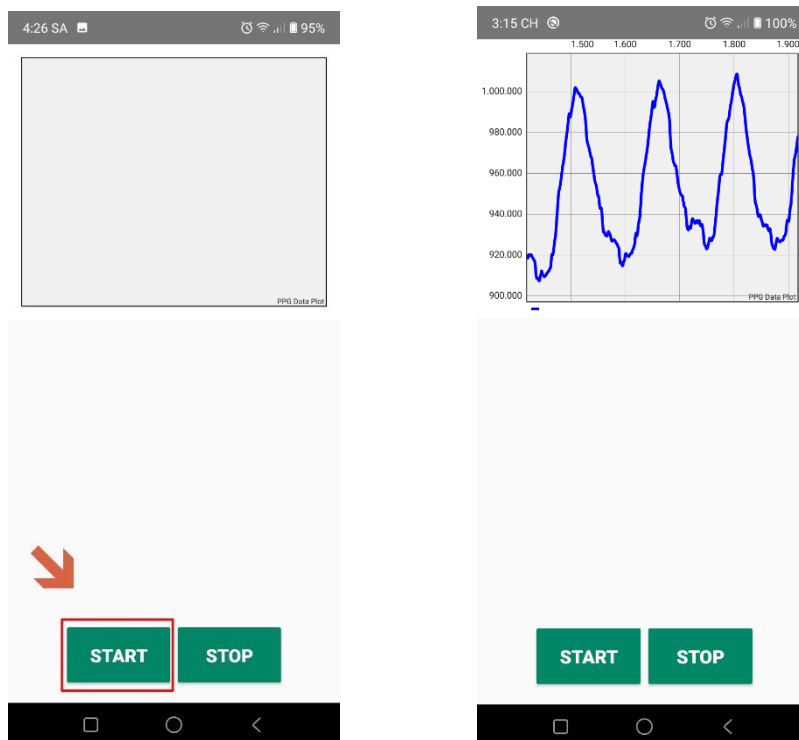 4:26 SA 95%
PPG Data Plot
START STOP
3:15 CH 100%
1.500 1.600 1.700 1.800 1.900
1.000.000
980.000
960.000
940.000
920.000
900.000
PPG Data Plot
START STOP